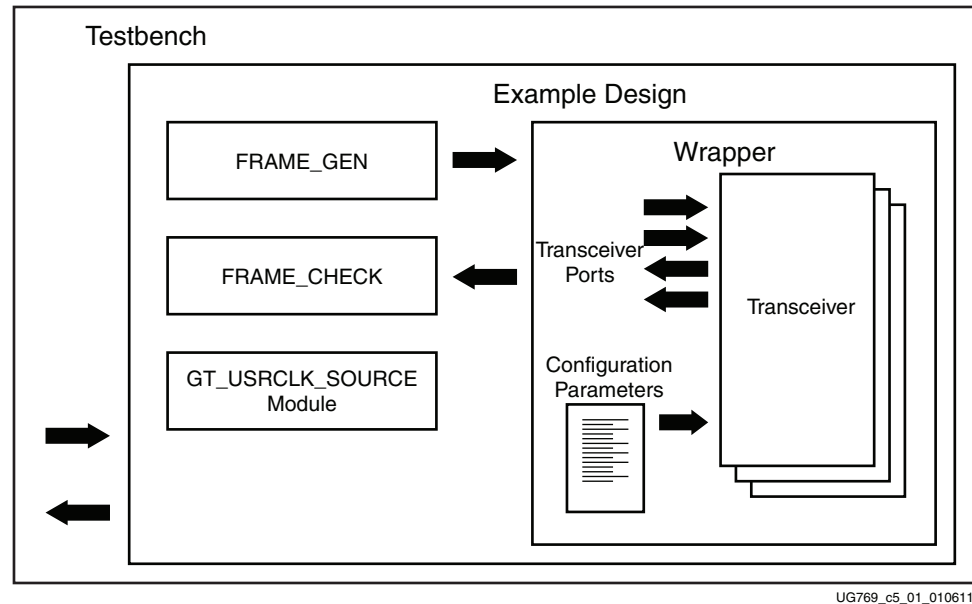 Testbench
Example Design
FRAME_GEN
FRAME_CHECK
GT_USRCLK_SOURCE
Module
Wrapper
Transceiver
Ports
Transceiver
Configuration
Parameters
UG769_c5_01_010611